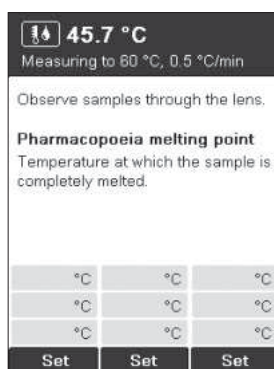 45.7 °C
Measuring to 60 °C, 0.5 °C/min
Observe samples through the lens.
Pharmacopoeia melting point
Temperature at which the sample is
completely melted.
°C °C °C
°C °C °C
°C °C °C
Set Set Set